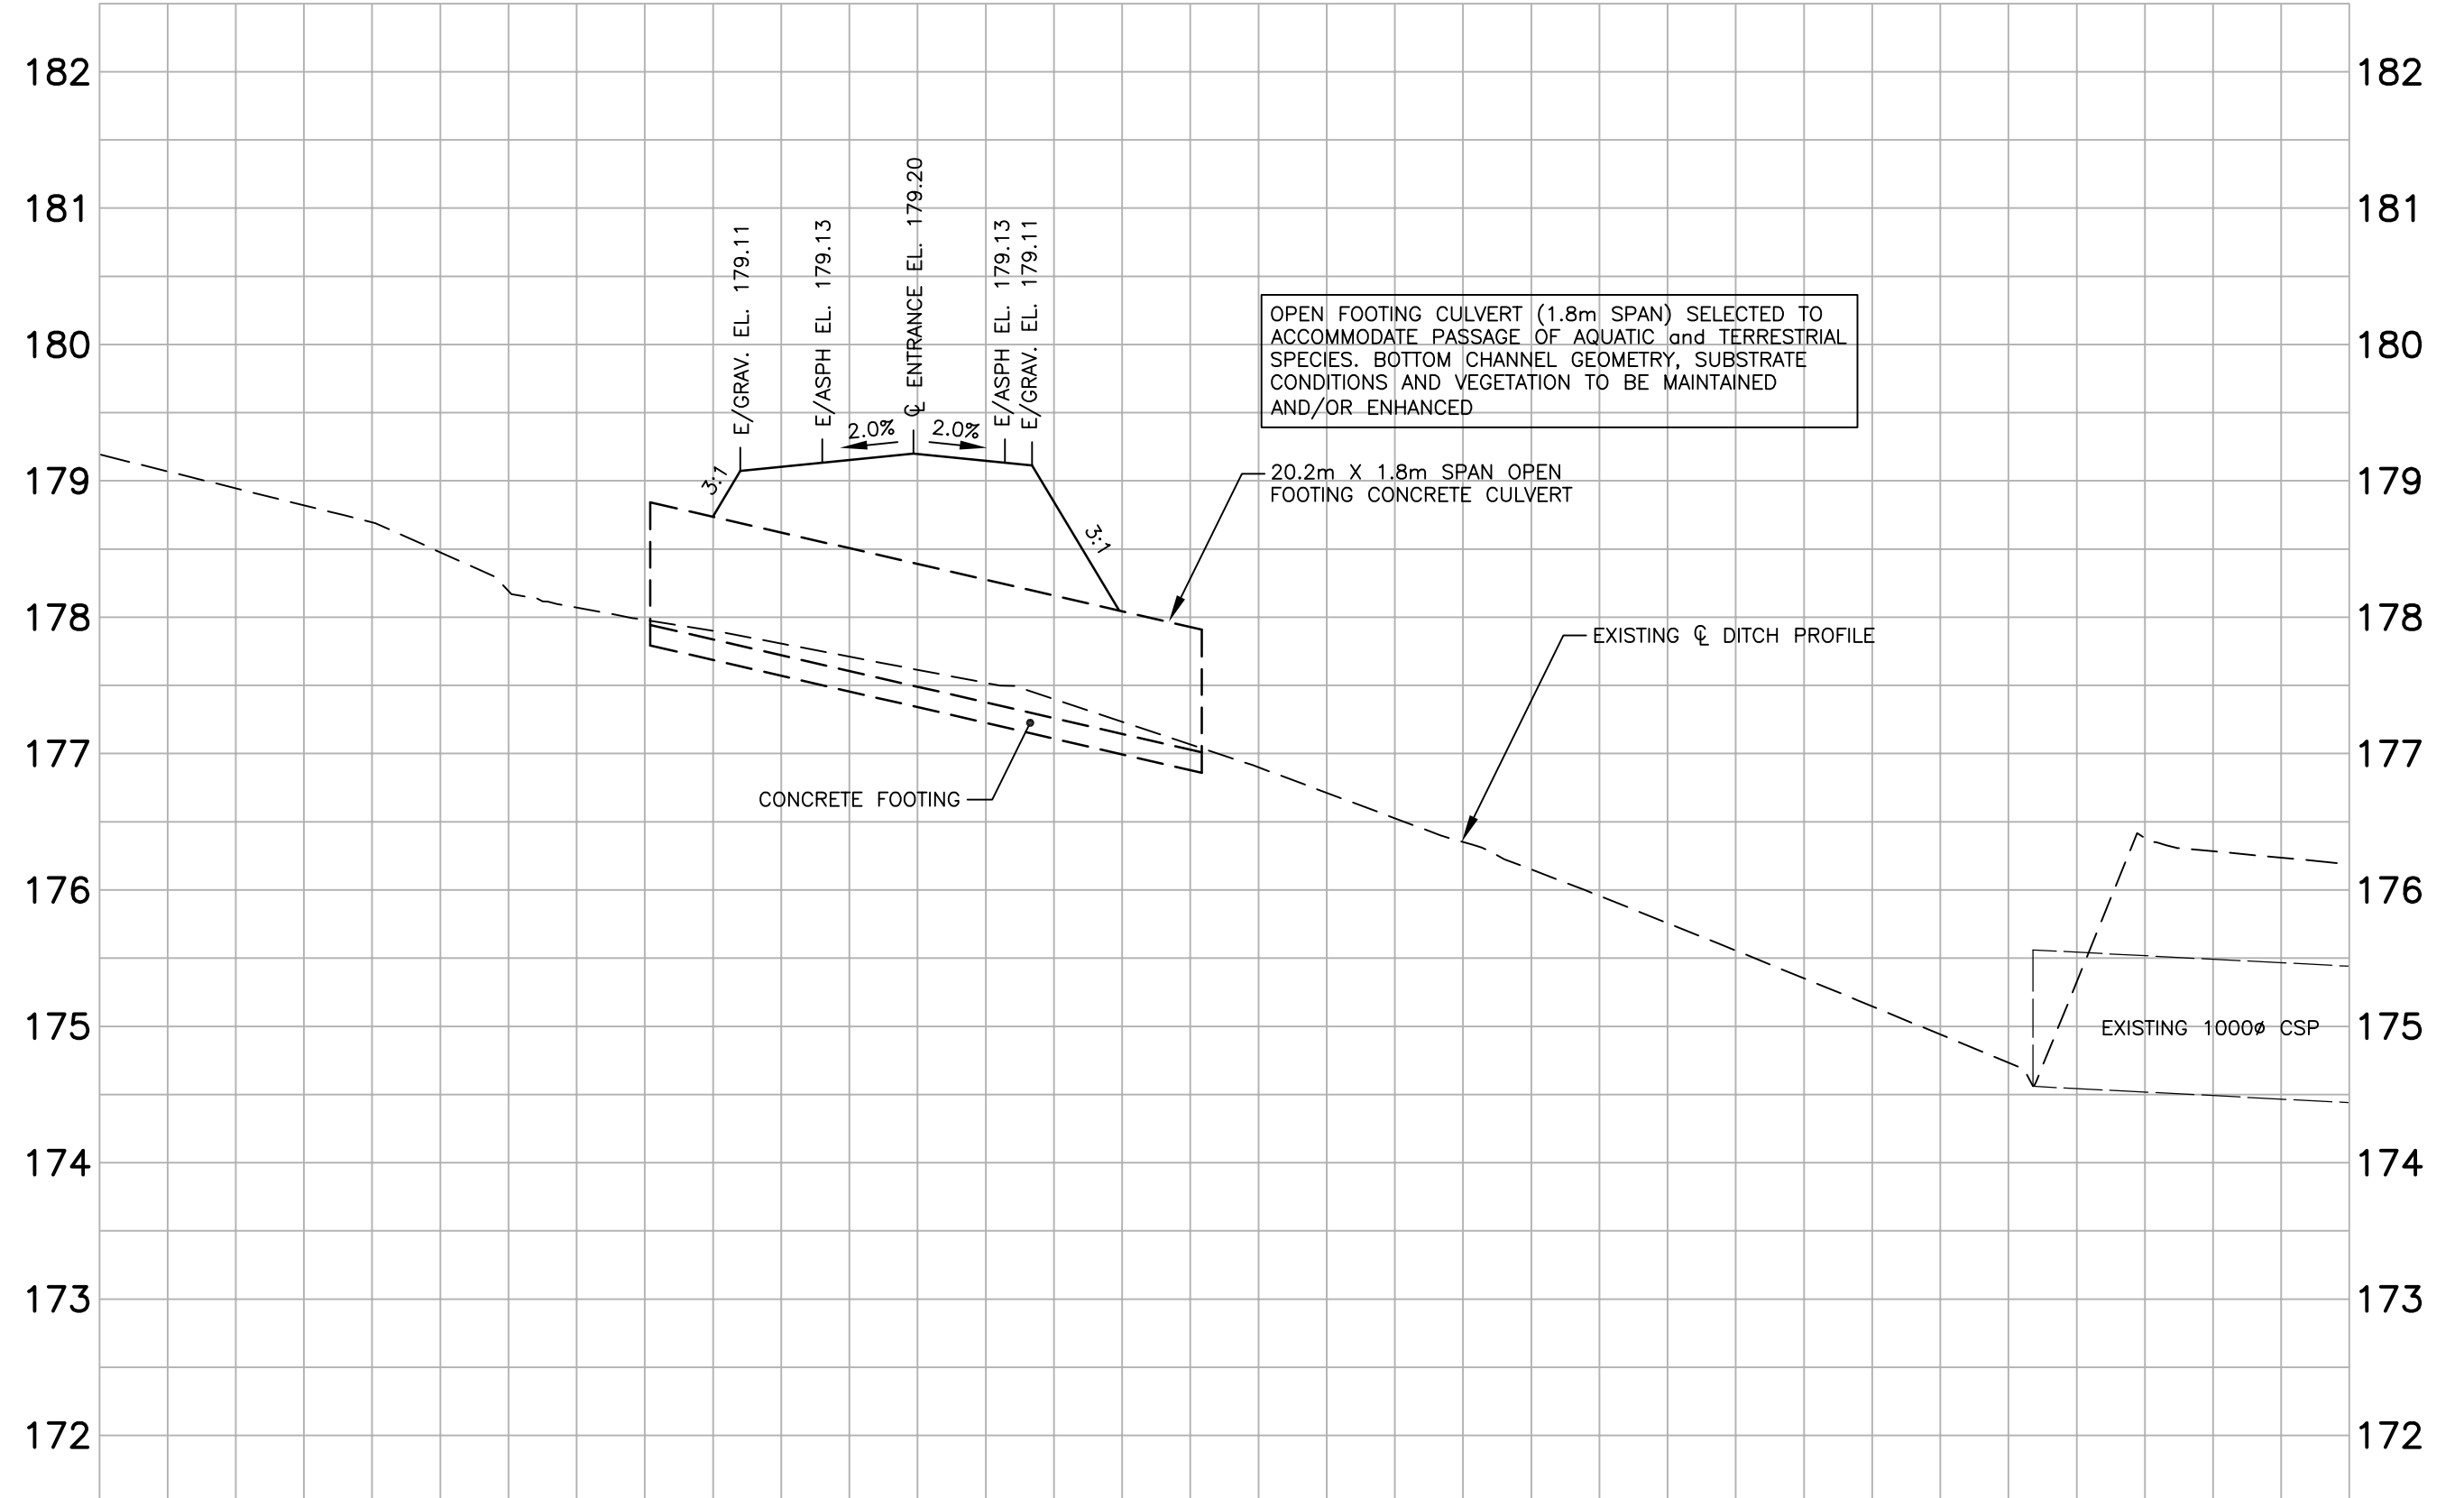 182
182
181
181
180
180
179
179
178
178
177
177
176
176
175
175
174
174
173
173
172
172
E/GRAV. EL. 179.11
E/ASPH EL. 179.13
℄ ENTRANCE EL. 179.20
E/ASPH EL. 179.13
E/GRAV. EL. 179.11
2.0%
2.0%
3:1
3:1
OPEN FOOTING CULVERT (1.8m SPAN) SELECTED TO
ACCOMMODATE PASSAGE OF AQUATIC and TERRESTRIAL
SPECIES. BOTTOM CHANNEL GEOMETRY, SUBSTRATE
CONDITIONS AND VEGETATION TO BE MAINTAINED
AND/OR ENHANCED
20.2m X 1.8m SPAN OPEN
FOOTING CONCRETE CULVERT
EXISTING ℄ DITCH PROFILE
CONCRETE FOOTING
EXISTING 1000ø CSP